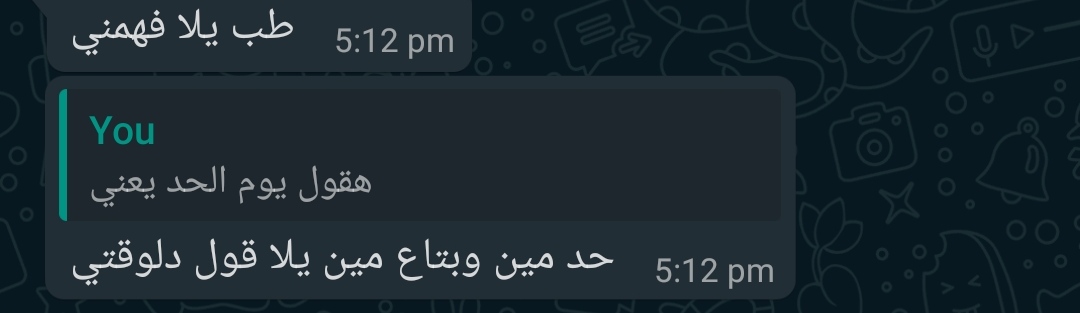 طب يلا فهمني
5:12 pm
You
هقول يوم الحد يعني
حد مين وبتاع مين يلا قول دلوقتي
5:12 pm